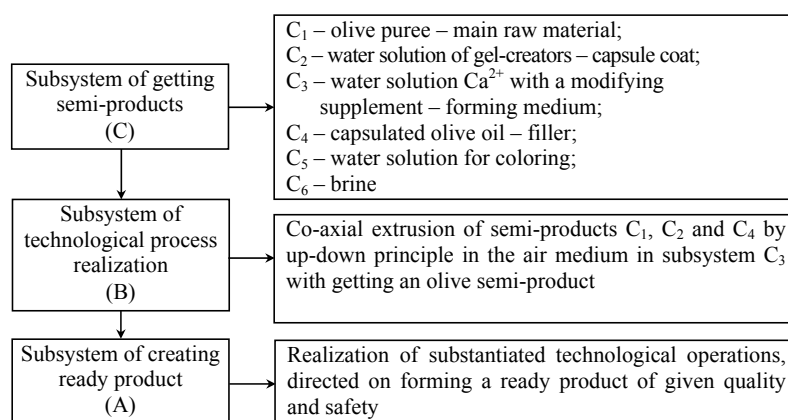 Subsystem of getting
semi-products
(C)
C₁ – olive puree – main raw material;
C₂ – water solution of gel-creators – capsule coat;
C₃ – water solution Ca²⁺ with a modifying
supplement – forming medium;
C₄ – capsulated olive oil – filler;
C₅ – water solution for coloring;
C₆ – brine
Subsystem of
technological process
realization
(B)
Co-axial extrusion of semi-products C₁, C₂ and C₄ by
up-down principle in the air medium in subsystem C₃
with getting an olive semi-product
Subsystem of creating
ready product
(A)
Realization of substantiated technological operations,
directed on forming a ready product of given quality
and safety